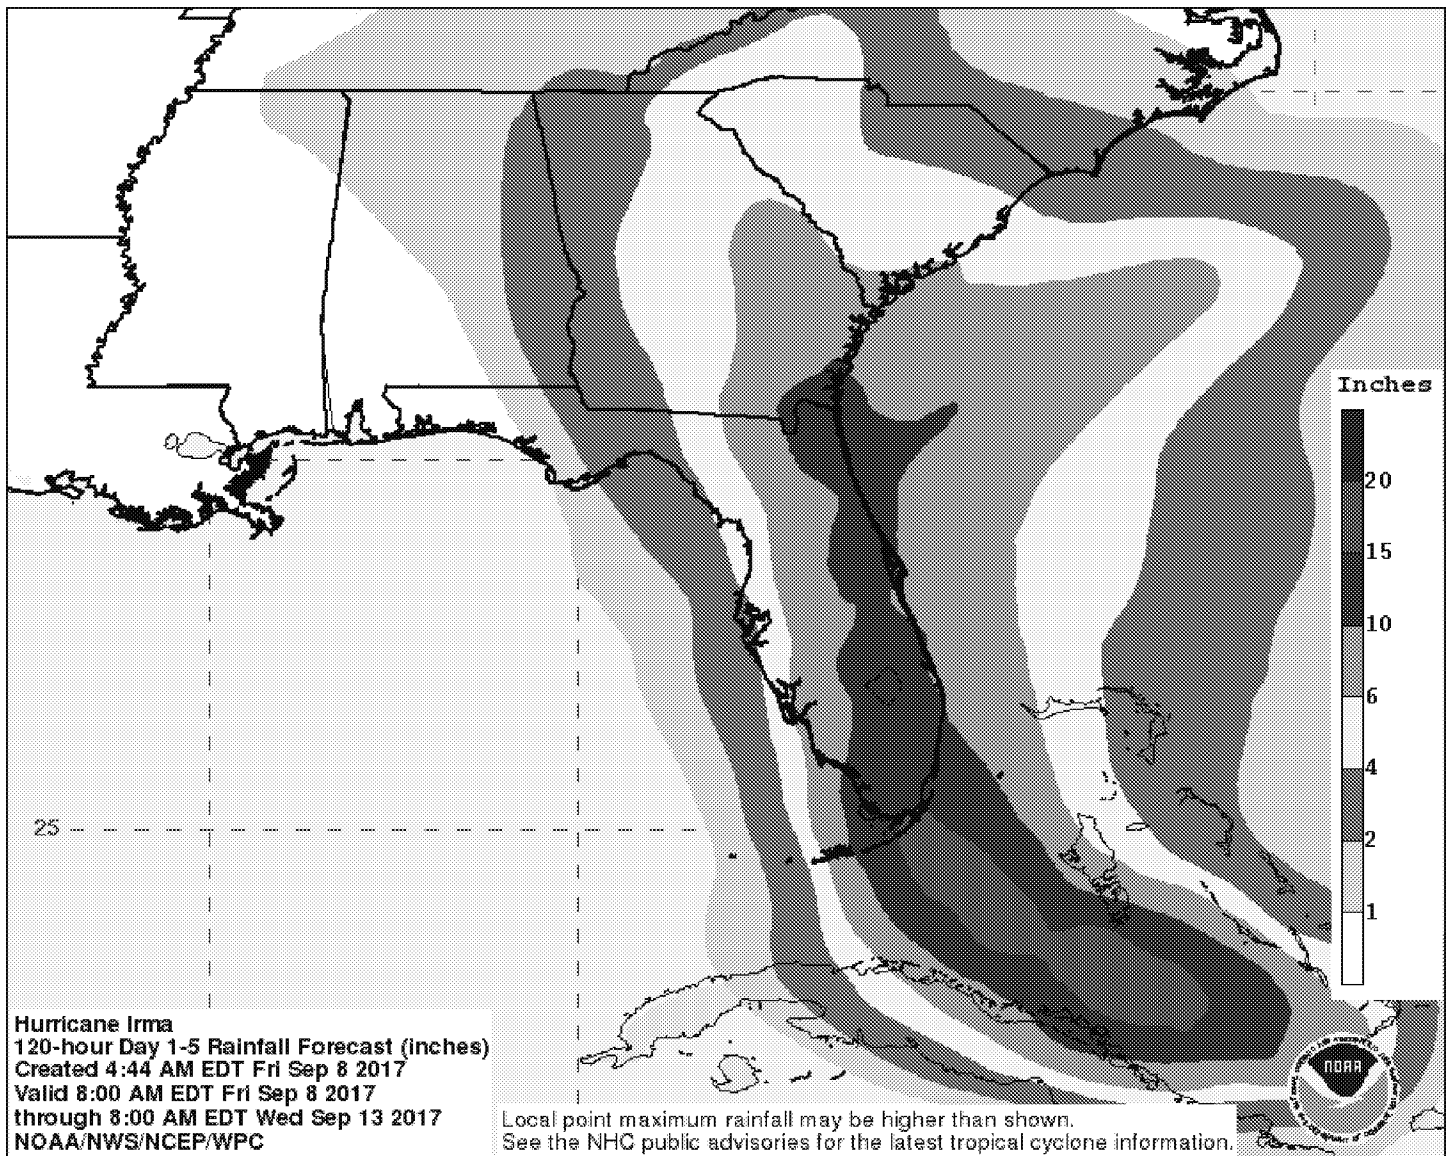 Inches
20
15
10
6
4
2
1
25
Hurricane Irma
120-hour Day 1-5 Rainfall Forecast (inches)
Created 4:44 AM EDT Fri Sep 8 2017
Valid 8:00 AM EDT Fri Sep 8 2017
through 8:00 AM EDT Wed Sep 13 2017
NOAA/NWS/NCEP/WPC
Local point maximum rainfall may be higher than shown.
See the NHC public advisories for the latest tropical cyclone information.
NOAA